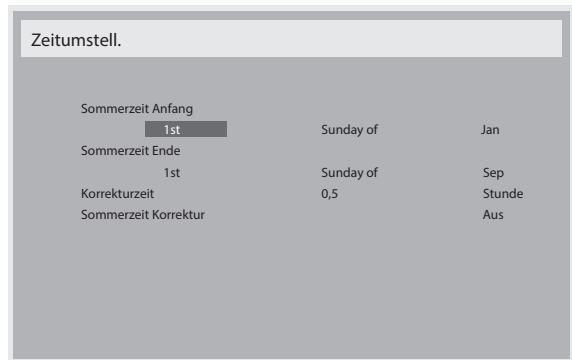 Zeitumstell.
Sommerzeit Anfang
1st Sunday of Jan
Sommerzeit Ende
1st Sunday of Sep
Korrekturzeit 0,5 Stunde
Sommerzeit Korrektur Aus